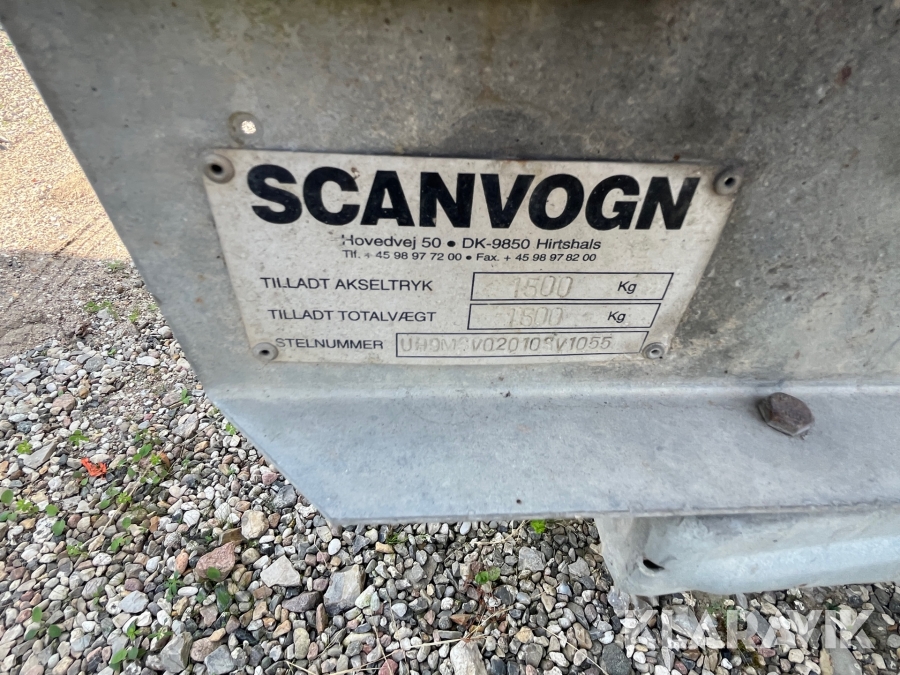 SCANVOGN
Hovedvej 50 • DK-9850 Hirtshals
Tlf. + 45 98 97 72 00 • Fax. + 45 98 97 82 00
TILLADT AKSELTRYK 1500 Kg
TILLADT TOTALVÆGT Kg
STELNUMMER
KLARAVIK